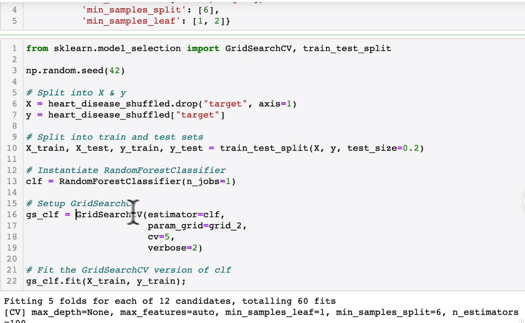 4 'min_samples_split': [6],
5 'min_samples_leaf': [1, 2]}
1 from sklearn.model_selection import GridSearchCV, train_test_split
2
3 np.random.seed(42)
4
5 # Split into X & y
6 X = heart_disease_shuffled.drop("target", axis=1)
7 y = heart_disease_shuffled["target"]
8
9 # Split into train and test sets
10 X_train, X_test, y_train, y_test = train_test_split(X, y, test_size=0.2)
11
12 # Instantiate RandomForestClassifier
13 clf = RandomForestClassifier(n_jobs=1)
14
15 # Setup GridSearchC
16 gs_clf = GridSearchCV(estimator=clf,
17 param_grid=grid_2,
18 cv=5,
19 verbose=2)
20
21 # Fit the GridSearchCV version of clf
22 gs_clf.fit(X_train, y_train);
Fitting 5 folds for each of 12 candidates, totalling 60 fits
[CV] max_depth=None, max_features=auto, min_samples_leaf=1, min_samples_split=6, n_estimators
=100